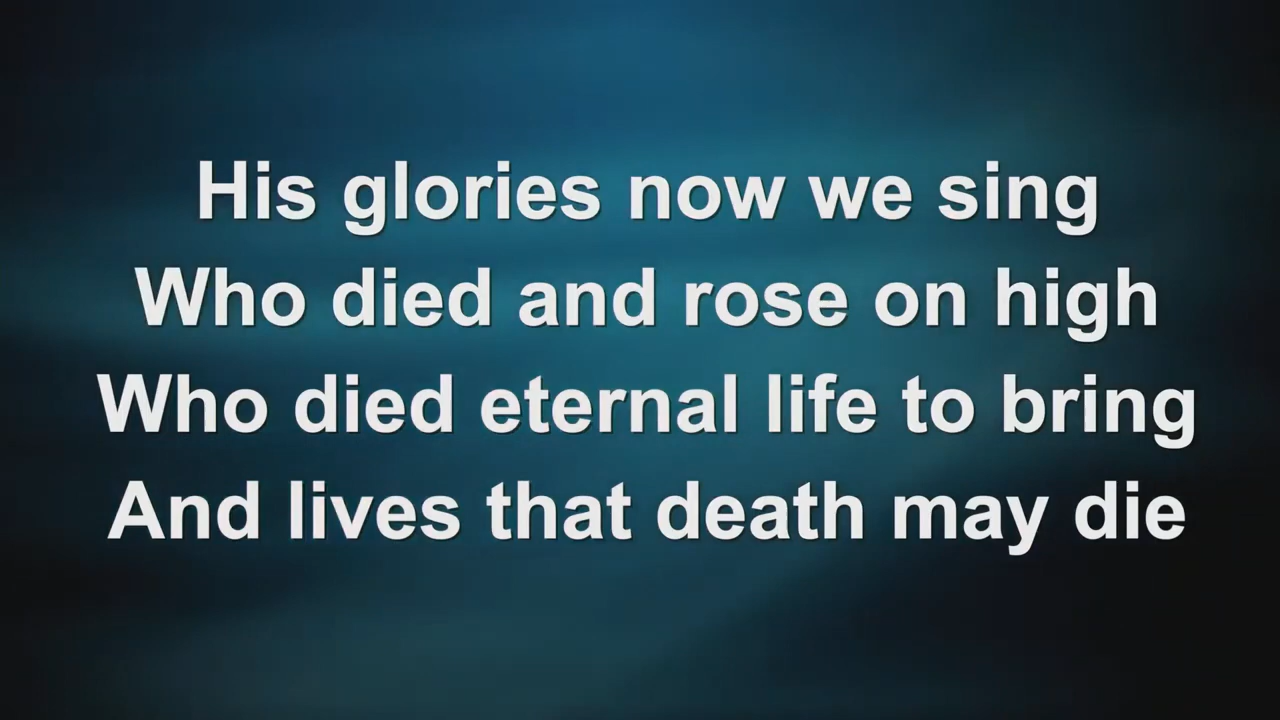 His glories now we sing
Who died and rose on high
Who died eternal life to bring
And lives that death may die